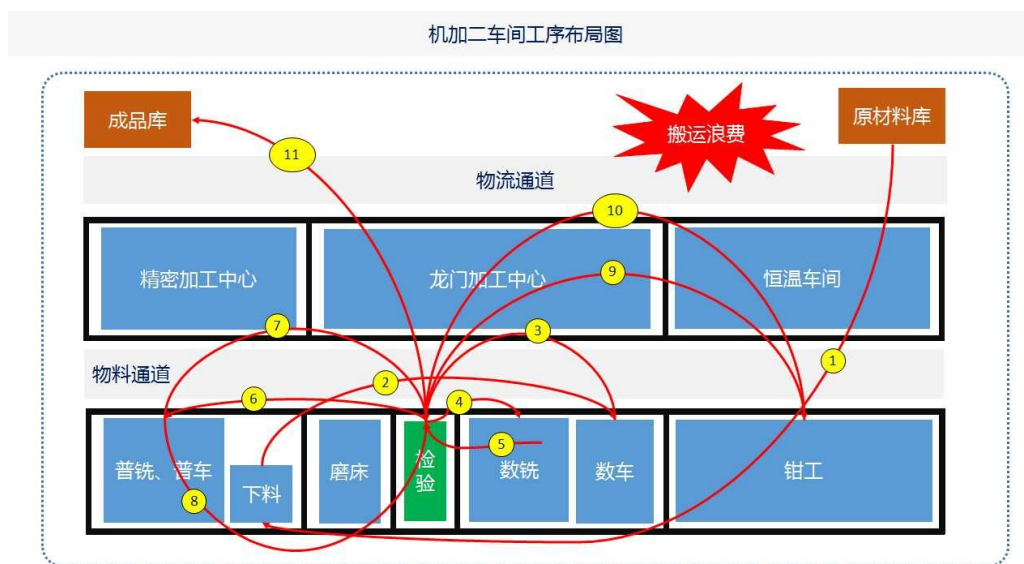 机加二车间工序布局图
成品库
搬运浪费
原材料库
11
物流通道
10
精密加工中心
龙门加工中心
9
恒温车间
7
3
物料通道
2
1
6
4
普铣、普车
下料
磨床
检
验
5
数铣
数车
钳工
8